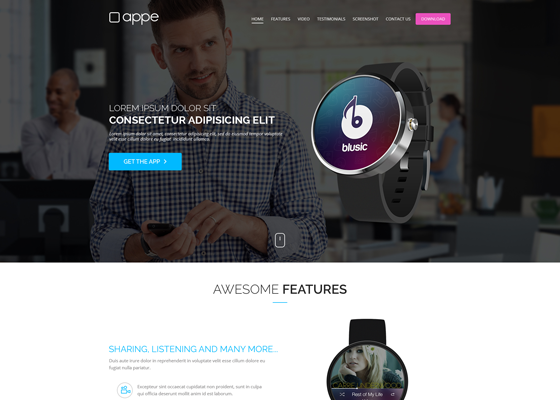 appe
HOME FEATURES VIDEO TESTIMONIALS SCREENSHOT CONTACT US DOWNLOAD
LOREM IPSUM DOLOR SIT
CONSECTETUR ADIPISICING ELIT
Lorem ipsum dolor sit amet, consectetur adipisicing elit, sed do eiusmod tempor voluptate
velit esse cillum dolore eu fugiat incididunt ullamco.
GET THE APP
blusic
AWESOME FEATURES
SHARING, LISTENING AND MANY MORE...
Duis aute irure dolor in reprehenderit in voluptate velit esse cillum dolore eu
fugiat nulla pariatur.
Excepteur sint occaecat cupidatat non proident, sunt in culpa
qui officia deserunt mollit anim id est laborum.
Rest of My Life